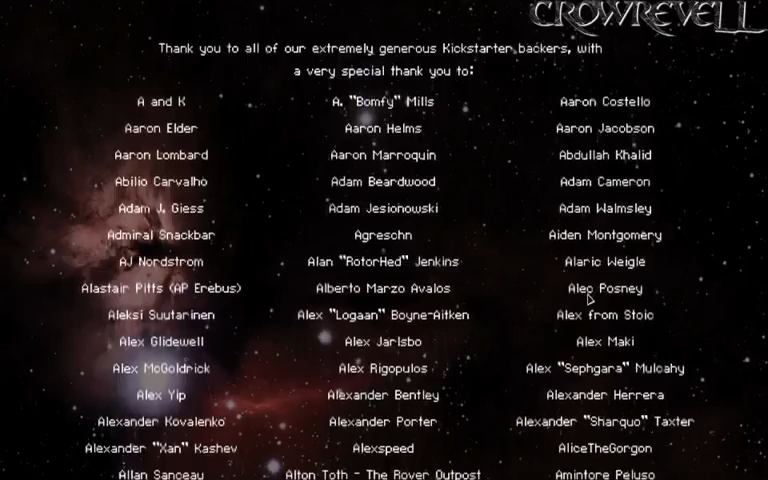 CROWREVELL
Thank you to all of our extremely generous Kickstarter backers, with
a very special thank you to:
A and K A. "Bomfy" Mills Aaron Costello
Aaron Elder Aaron Helms Aaron Jacobson
Aaron Lombard Aaron Marroquin Abdullah Khalid
Abilio Carvalho Adam Beardwood Adam Cameron
Adam J. Giess Adam Jesionowski Adam Walmsley
Admiral Snackbar Agreschn Aiden Montgomery
AJ Nordstrom Alan "RotorHed" Jenkins Alaric Weigle
Alastair Pitts (AP Erebus) Alberto Marzo Avalos Alec Posney
Aleksi Suutarinen Alex "Logaan" Boyne-Aitken Alex from Stoic
Alex Glidewell Alex Jarlsbo Alex Maki
Alex McGoldrick Alex Rigopulos Alex "Sephgara" Mulcahy
Alex Yip Alexander Bentley Alexander Herrera
Alexander Kovalenko Alexander Porter Alexander "Sharquo" Taxter
Alexander "Xan" Kashev Alexspeed AliceTheGorgon
Allan Sanceau Alton Toth - The Rover Outpost Amintore Peluso